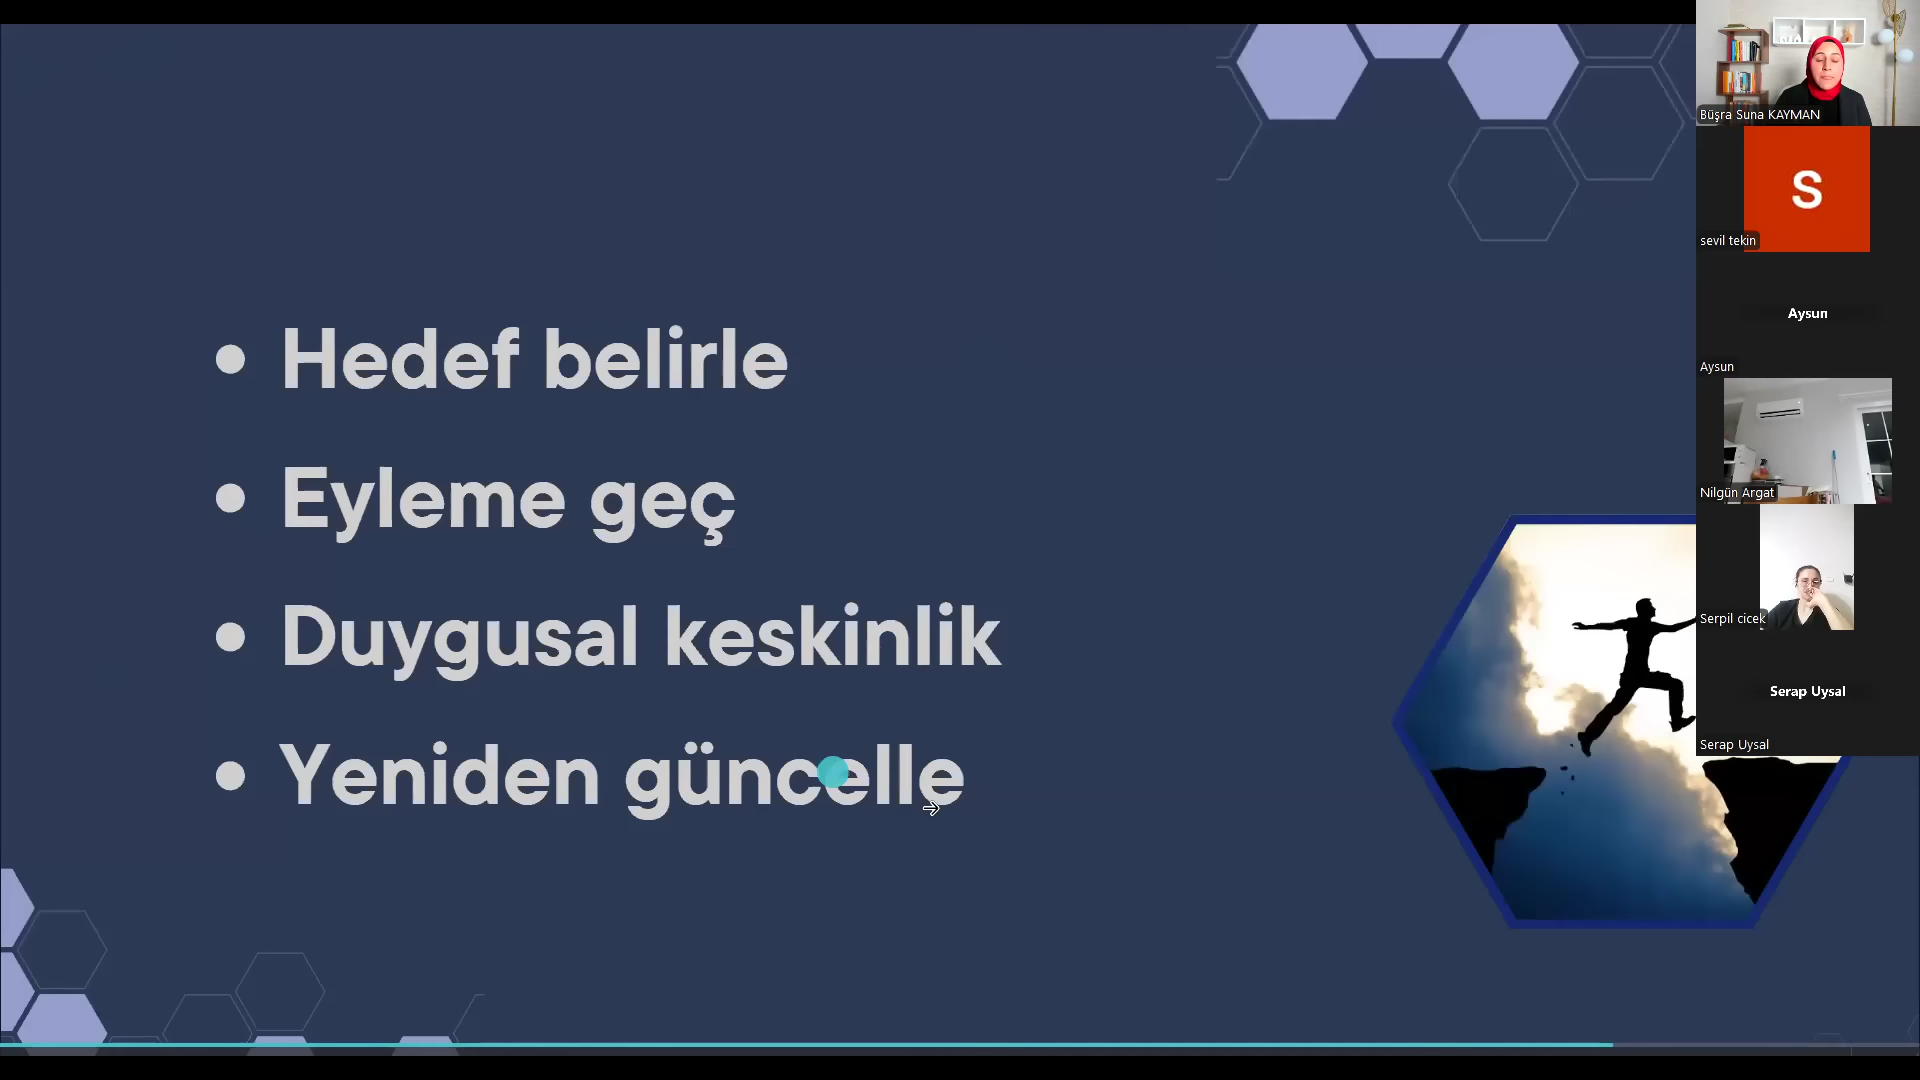 • Hedef belirle
• Eyleme geç
• Duygusal keskinlik
• Yeniden güncelle
Büşra Suna KAYMAN
S
sevil tekin
Aysun
Aysun
Nilgün Argat
Serpil cicek
Serap Uysal
Serap Uysal